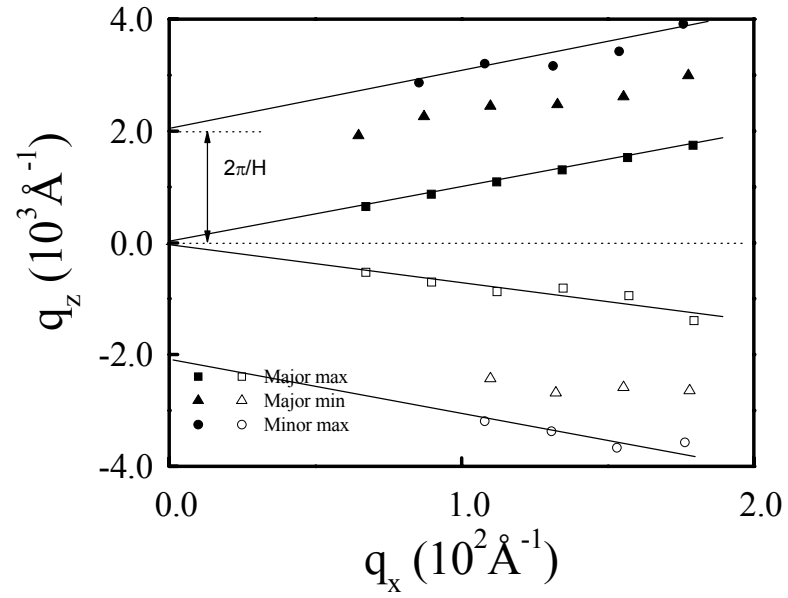 4.0
2.0
0.0
-2.0
-4.0
q_z (10^3 Å^-1)
2π/H
Major max
Major min
Minor max
0.0 1.0 2.0
q_x (10^2 Å^-1)